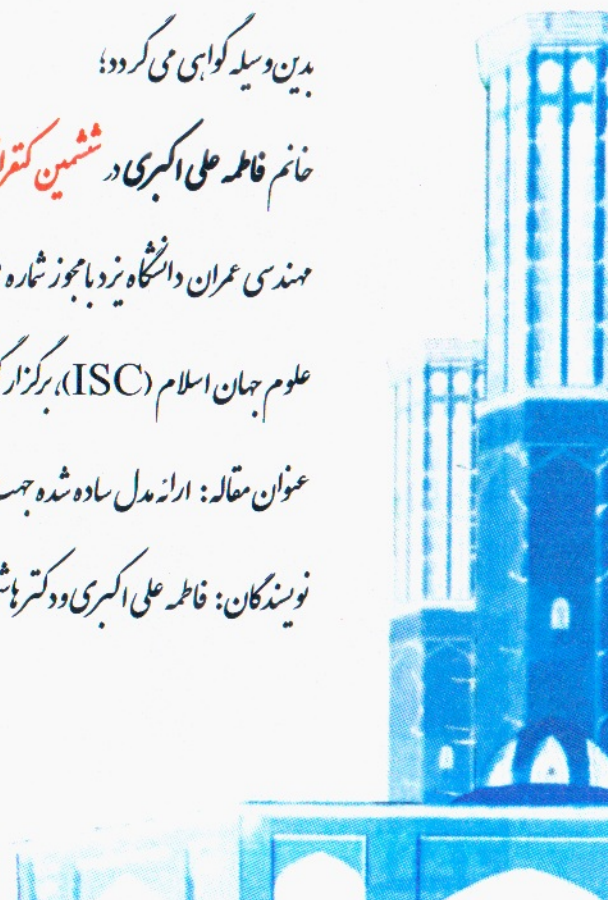 بدین وسیله گواہی می گردد؛
خانم فاطمه علی اکبری در ششمین
مهندسی عمران دانشگاه یزد با مجوز شماره
علوم جهان اسلام (ISC)، برگزار
عنوان مقاله: ارائه مدل ساده شده جهت
نویسندگان: فاطمه علی اکبری و دکتر